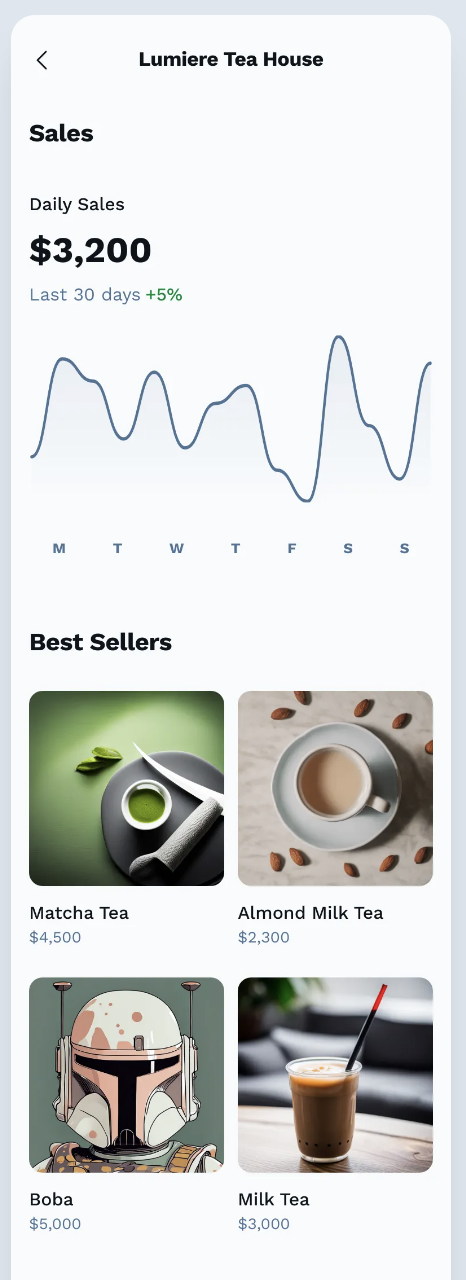 Lumiere Tea House
Sales
Daily Sales
$3,200
Last 30 days +5%
M T W T F S S
Best Sellers
Matcha Tea Almond Milk Tea
$4,500 $2,300
Boba Milk Tea
$5,000 $3,000